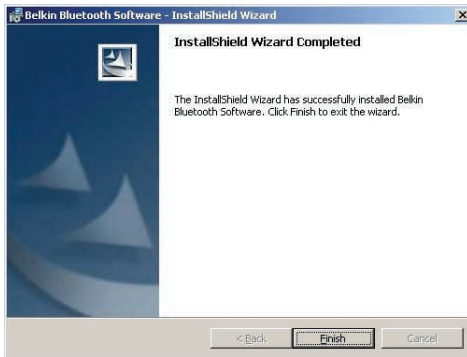 Belkin Bluetooth Software - InstallShield Wizard
InstallShield Wizard Completed
The InstallShield Wizard has successfully installed Belkin
Bluetooth Software. Click Finish to exit the wizard.
< Back
Finish
Cancel